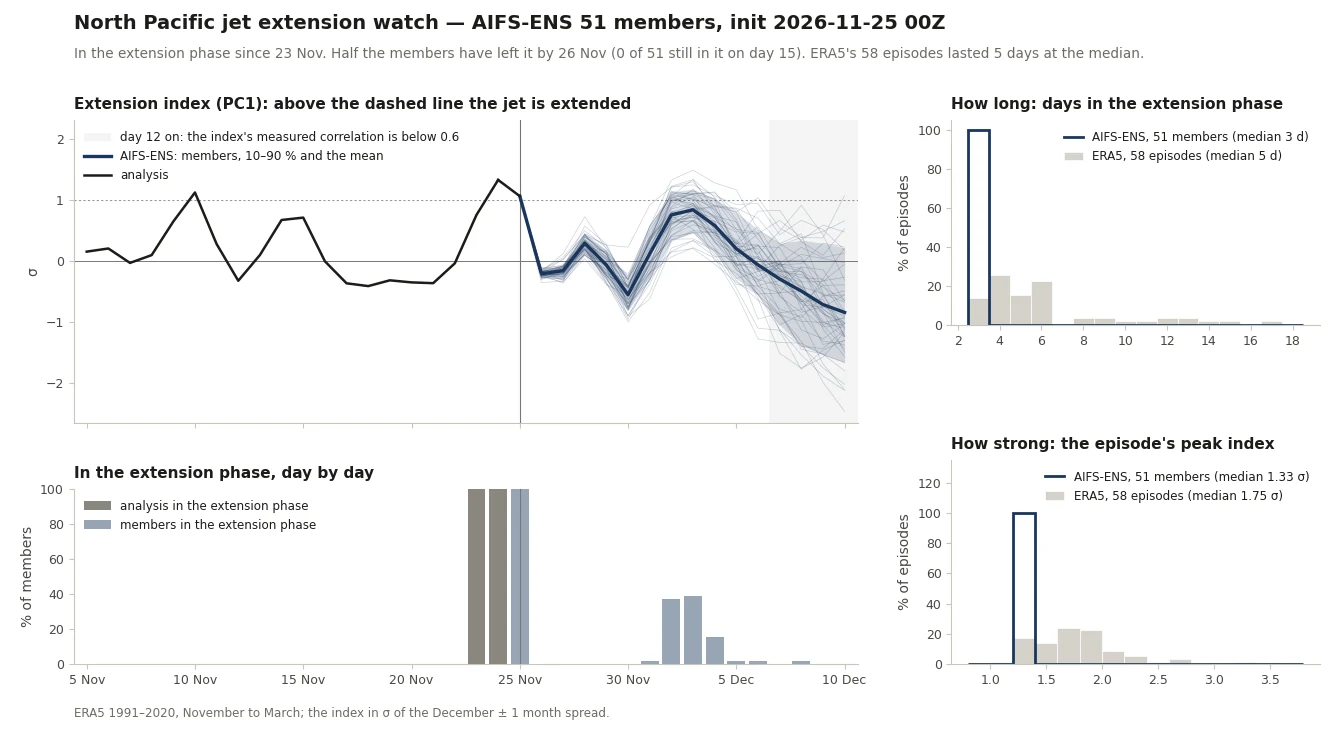 North Pacific jet extension watch — AIFS-ENS 51 members, init 2026-11-25 00Z
In the extension phase since 23 Nov. Half the members have left it by 26 Nov (0 of 51 still in it on day 15). ERA5's 58 episodes lasted 5 days at the median.
Extension index (PC1): above the dashed line the jet is extended
day 12 on: the index's measured correlation is below 0.6
AIFS-ENS: members, 10–90 % and the mean
analysis
σ
2
1
0
−1
−2
How long: days in the extension phase
AIFS-ENS, 51 members (median 3 d)
ERA5, 58 episodes (median 5 d)
% of episodes
100
80
60
40
20
0
2 4 6 8 10 12 14 16 18
In the extension phase, day by day
analysis in the extension phase
members in the extension phase
% of members
100
80
60
40
20
0
5 Nov 10 Nov 15 Nov 20 Nov 25 Nov 30 Nov 5 Dec 10 Dec
How strong: the episode's peak index
AIFS-ENS, 51 members (median 1.33 σ)
ERA5, 58 episodes (median 1.75 σ)
% of episodes
120
100
80
60
40
20
0
1.0 1.5 2.0 2.5 3.0 3.5
ERA5 1991–2020, November to March; the index in σ of the December ± 1 month spread.